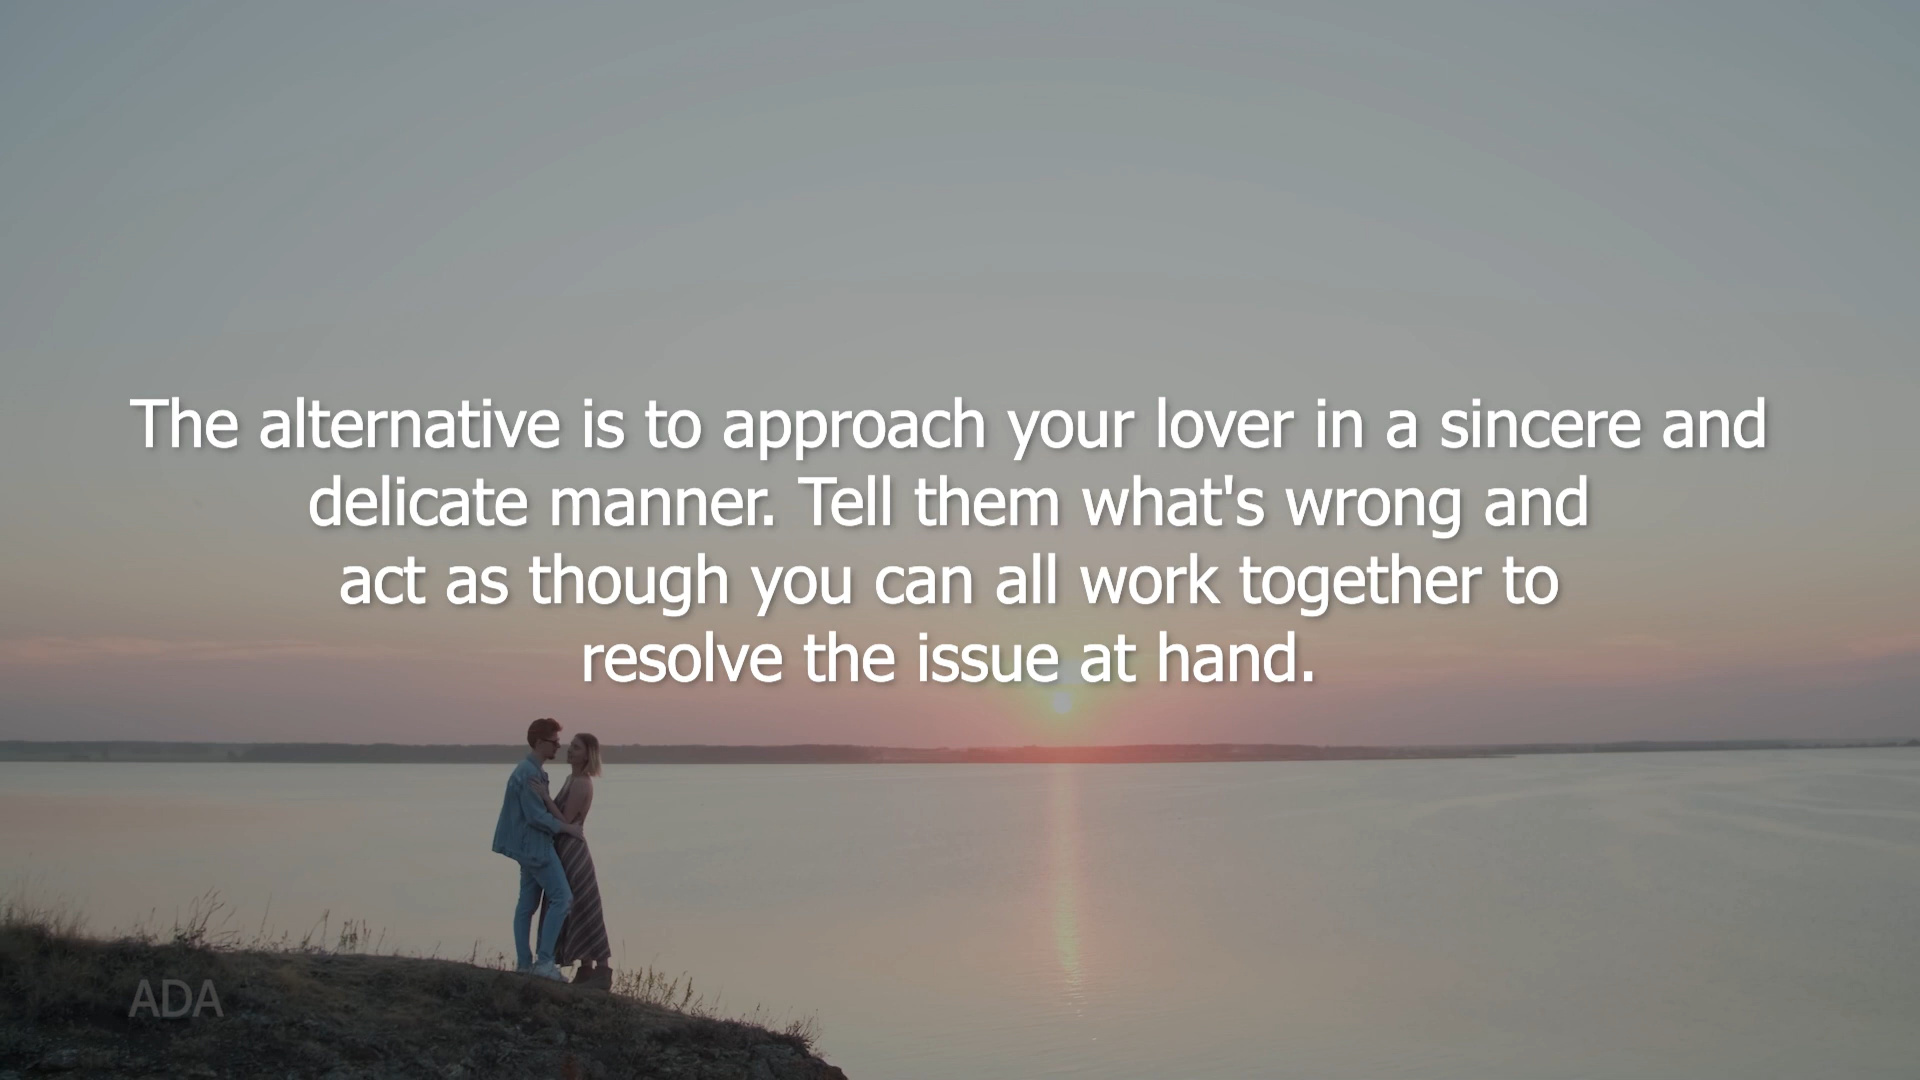 The alternative is to approach your lover in a sincere and
delicate manner. Tell them what's wrong and
act as though you can all work together to
resolve the issue at hand.
ADA